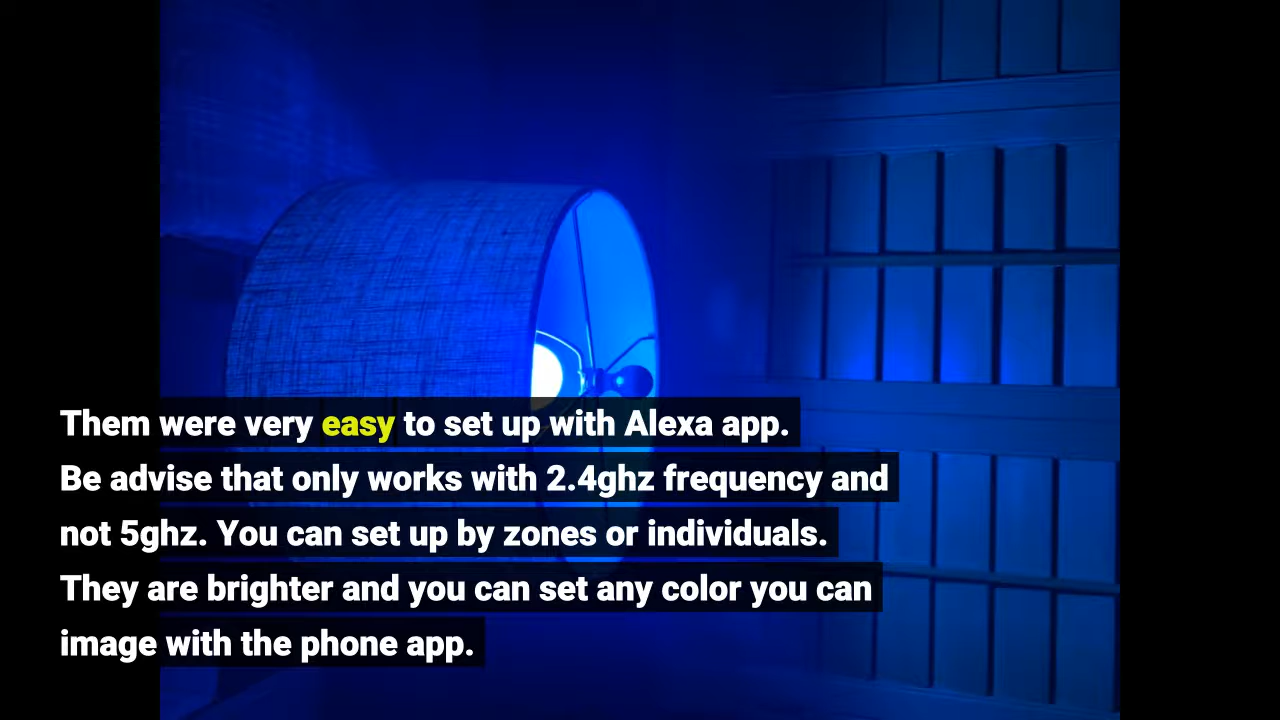 Them were very easy to set up with Alexa app.
Be advise that only works with 2.4ghz frequency and
not 5ghz. You can set up by zones or individuals.
They are brighter and you can set any color you can
image with the phone app.